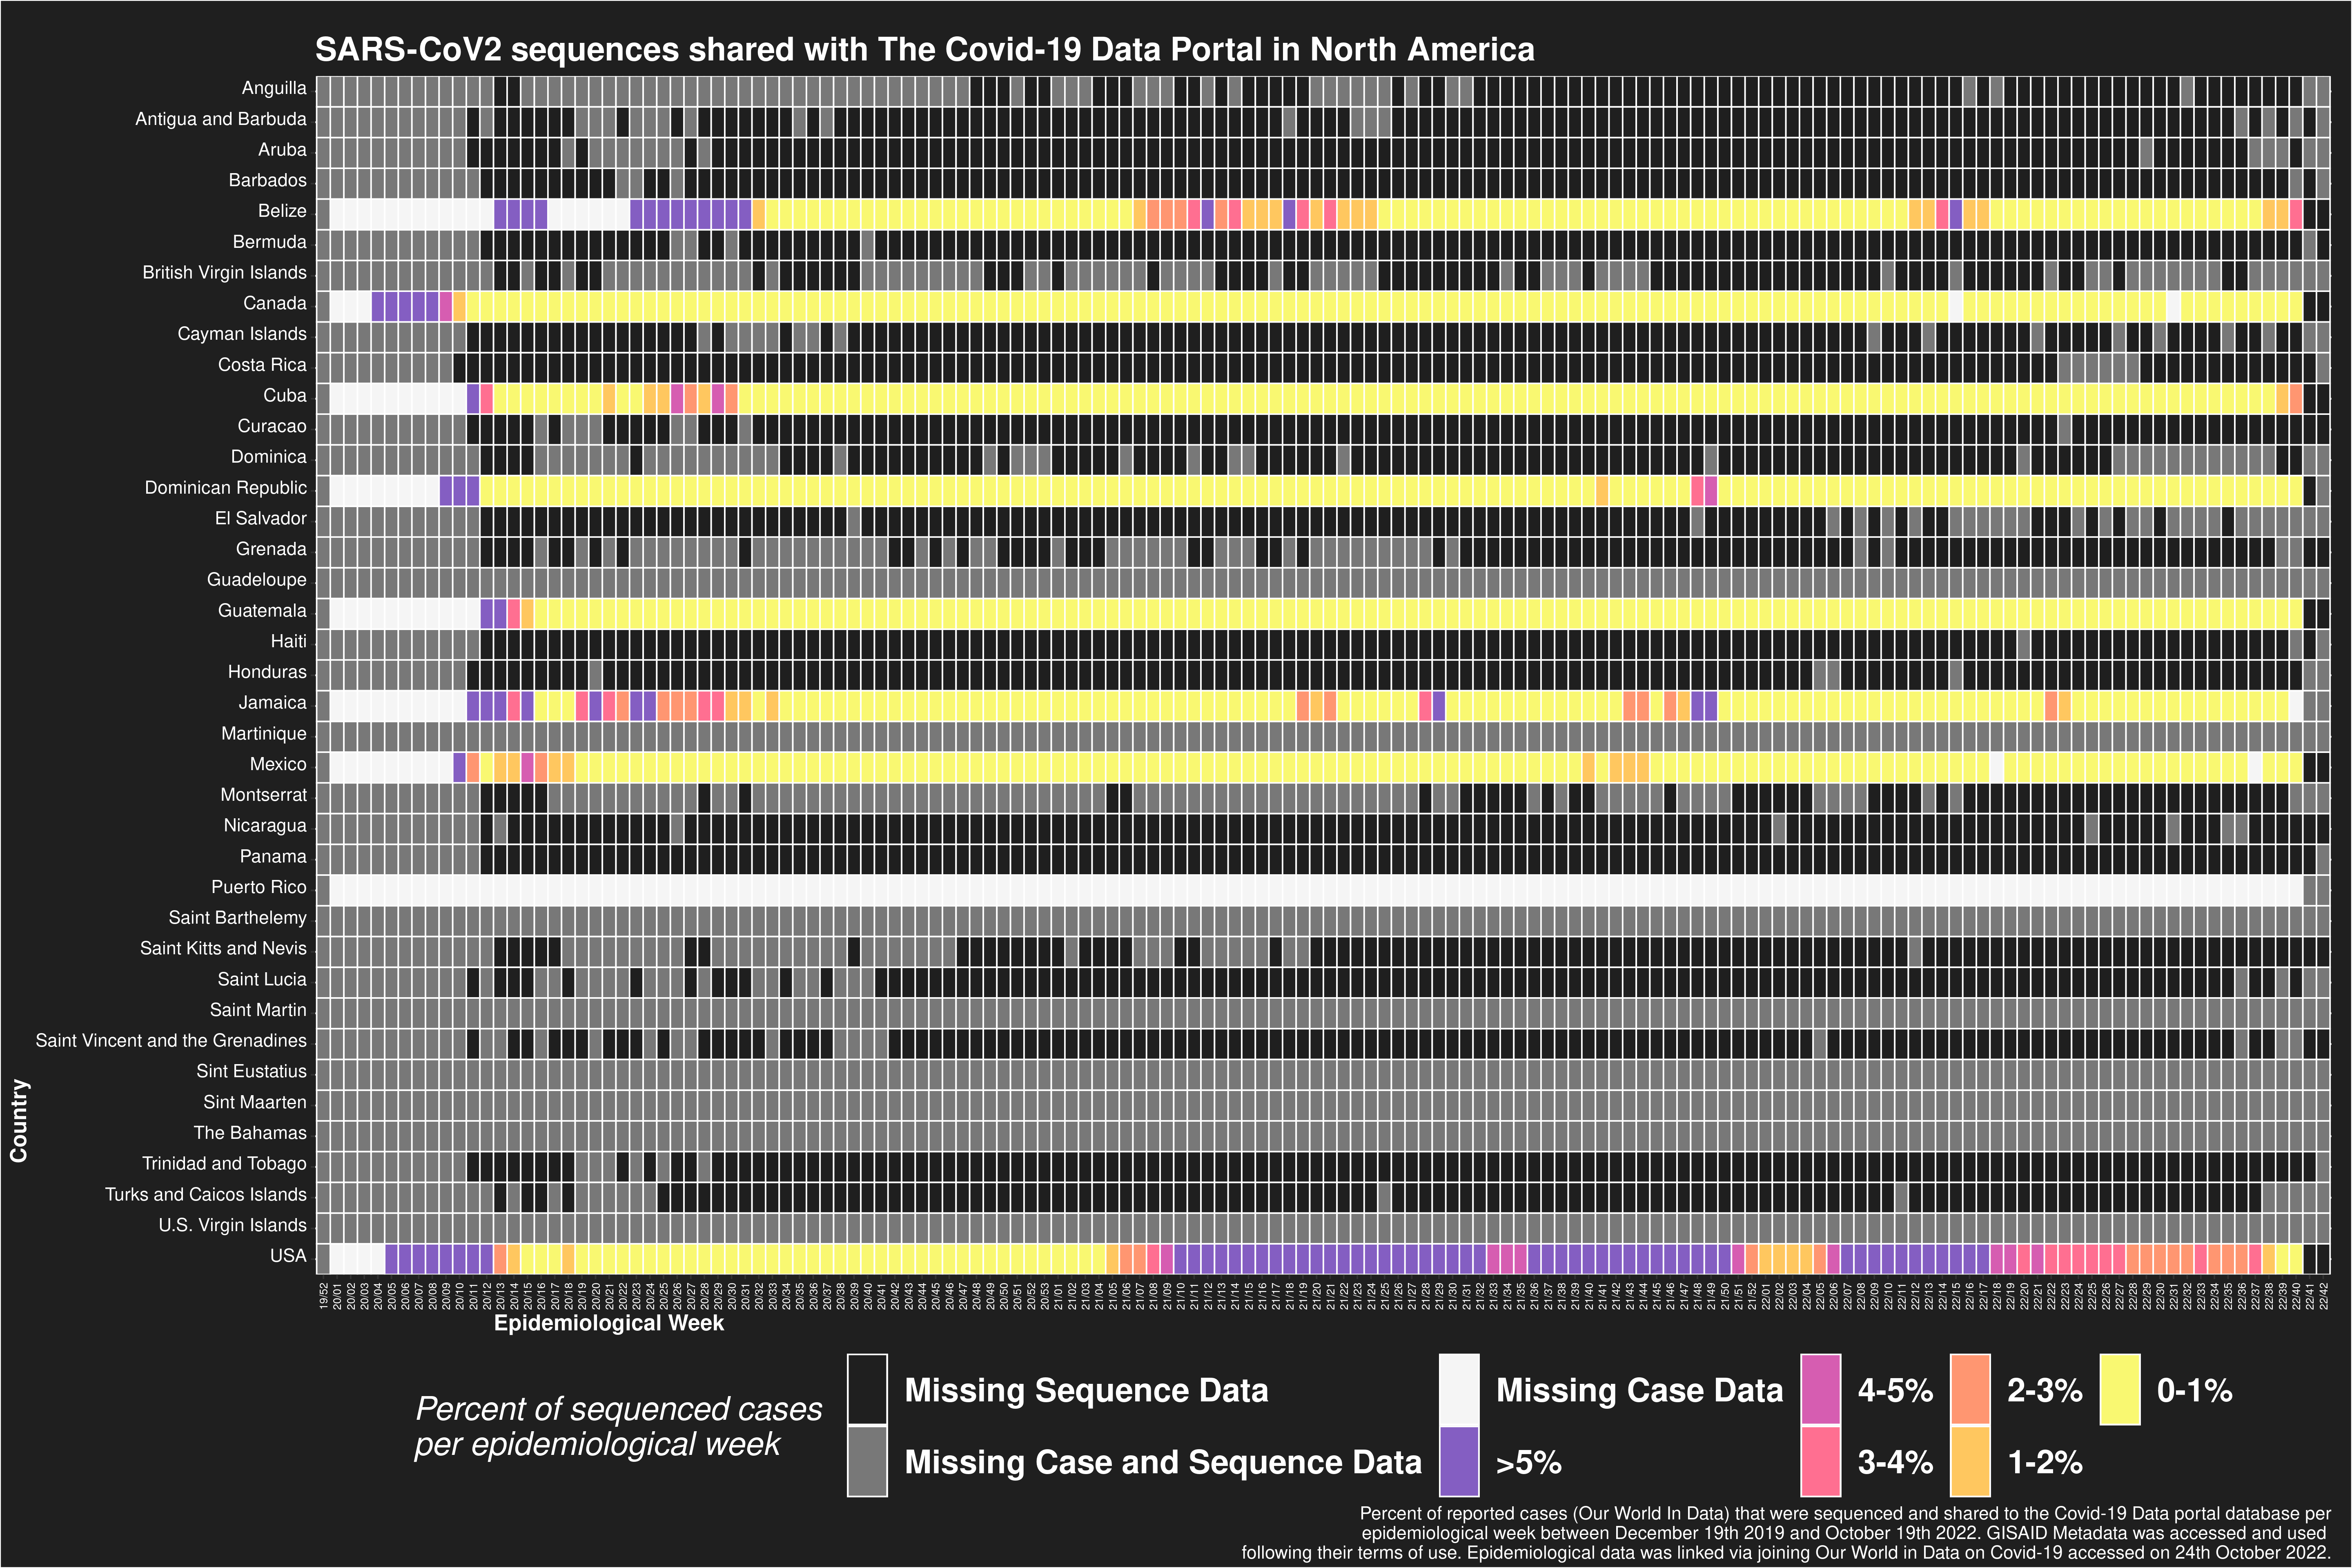 SARS-CoV2 sequences shared with The Covid-19 Data Portal in North America
Anguilla
Antigua and Barbuda
Aruba
Barbados
Belize
Bermuda
British Virgin Islands
Canada
Cayman Islands
Costa Rica
Cuba
Curacao
Dominica
Dominican Republic
El Salvador
Grenada
Guadeloupe
Guatemala
Haiti
Honduras
Jamaica
Martinique
Mexico
Montserrat
Nicaragua
Panama
Puerto Rico
Saint Barthelemy
Saint Kitts and Nevis
Saint Lucia
Saint Martin
Saint Vincent and the Grenadines
Sint Eustatius
Sint Maarten
The Bahamas
Trinidad and Tobago
Turks and Caicos Islands
U.S. Virgin Islands
USA
Country
19/52 20/01 20/02 20/03 20/04 20/05 20/06 20/07 20/08 20/09 20/10 20/11 20/12 20/13 20/14 20/15 20/16 20/17 20/18 20/19 20/20 20/21 20/22 20/23 20/24 20/25 20/26 20/27 20/28 20/29 20/30 20/31 20/32 20/33 20/34 20/35 20/36 20/37 20/38 20/39 20/40 20/41 20/42 20/43 20/44 20/45 20/46 20/47 20/48 20/49 20/50 20/51 20/52 20/53 21/01 21/02 21/03 21/04 21/05 21/06 21/07 21/08 21/09 21/10 21/11 21/12 21/13 21/14 21/15 21/16 21/17 21/18 21/19 21/20 21/21 21/22 21/23 21/24 21/25 21/26 21/27 21/28 21/29 21/30 21/31 21/32 21/33 21/34 21/35 21/36 21/37 21/38 21/39 21/40 21/41 21/42 21/43 21/44 21/45 21/46 21/47 21/48 21/49 21/50 21/51 21/52 22/01 22/02 22/03 22/04 22/05 22/06 22/07 22/08 22/09 22/10 22/11 22/12 22/13 22/14 22/15 22/16 22/17 22/18 22/19 22/20 22/21 22/22 22/23 22/24 22/25 22/26 22/27 22/28 22/29 22/30 22/31 22/32 22/33 22/34 22/35 22/36 22/37 22/38 22/39 22/40 22/41 22/42
Epidemiological Week
Percent of sequenced cases
per epidemiological week
Missing Sequence Data
Missing Case and Sequence Data
Missing Case Data
>5%
4-5%
3-4%
2-3%
1-2%
0-1%
Percent of reported cases (Our World In Data) that were sequenced and shared to the Covid-19 Data portal database per
epidemiological week between December 19th 2019 and October 19th 2022. GISAID Metadata was accessed and used
following their terms of use. Epidemiological data was linked via joining Our World in Data on Covid-19 accessed on 24th October 2022.